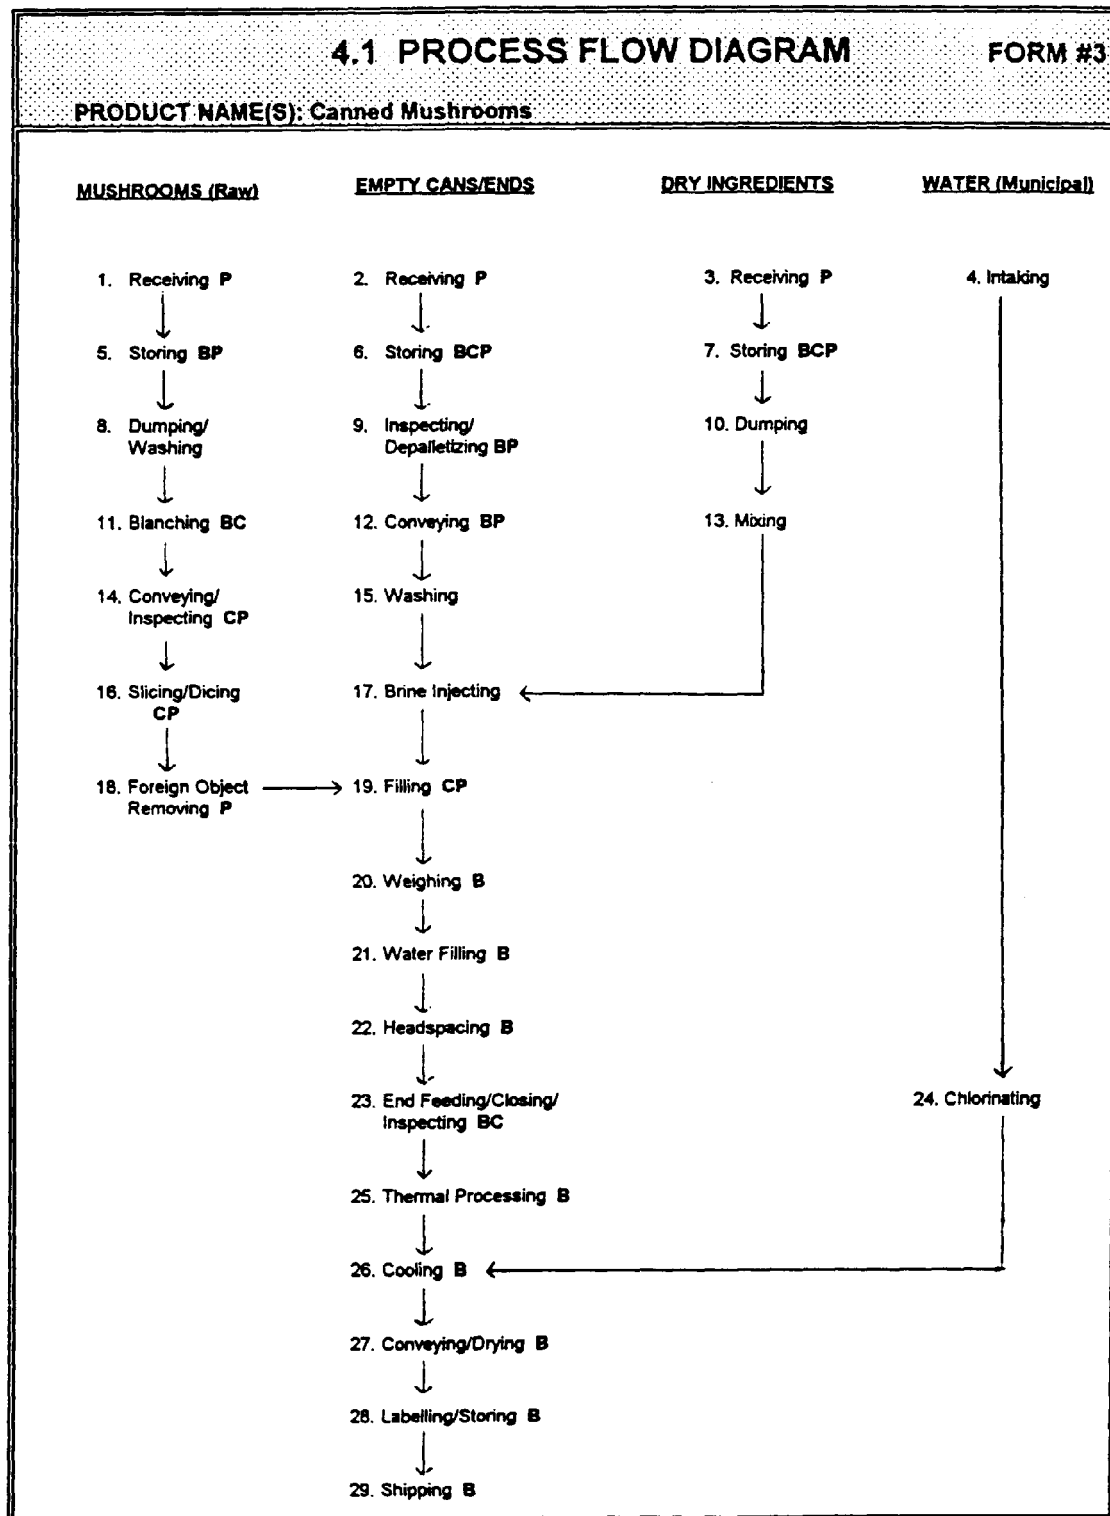 4.1 PROCESS FLOW DIAGRAM FORM #3
PRODUCT NAME(S): Canned Mushrooms
MUSHROOMS (Raw) EMPTY CANS/ENDS DRY INGREDIENTS WATER (Municipal)
1. Receiving P 2. Receiving P 3. Receiving P 4. Intaking
5. Storing BP 6. Storing BCP 7. Storing BCP
8. Dumping/ 9. Inspecting/ 10. Dumping
Washing Depalletizing BP
11. Blanching BC 12. Conveying BP 13. Mixing
14. Conveying/ 15. Washing
Inspecting CP
16. Slicing/Dicing 17. Brine Injecting
CP
18. Foreign Object 19. Filling CP
Removing P
20. Weighing B
21. Water Filling B
22. Headspacing B
23. End Feeding/Closing/ 24. Chlorinating
Inspecting BC
25. Thermal Processing B
26. Cooling B
27. Conveying/Drying B
28. Labelling/Storing B
29. Shipping B